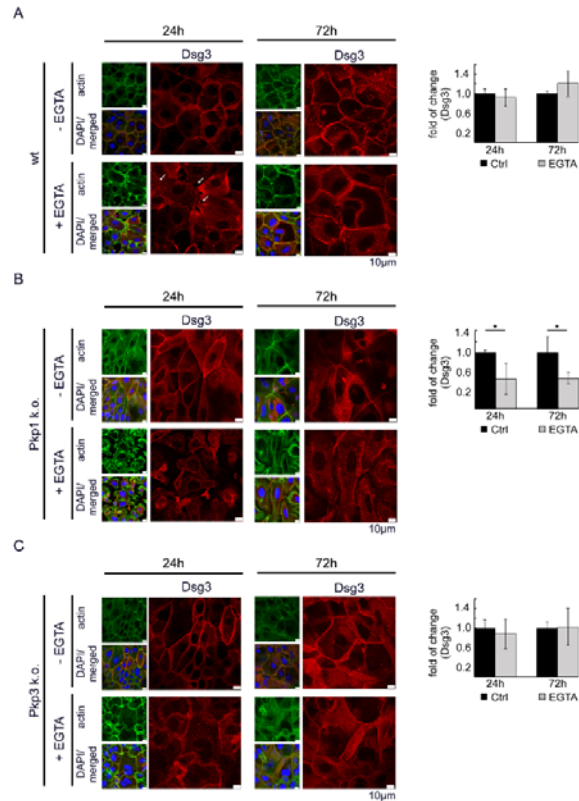 A
24h 72h
Dsg3 Dsg3
wt
- EGTA
+ EGTA
actin
DAPI/
merged
actin
DAPI/
merged
10µm
fold of change
(Dsg3)
1.4
1.0
0.6
0.2
24h 72h
Ctrl EGTA
B
24h 72h
Dsg3 Dsg3
Pkp1 k.o.
- EGTA
+ EGTA
actin
DAPI/
merged
actin
DAPI/
merged
10µm
fold of change
(Dsg3)
1.4
1.0
0.6
0.2
* *
24h 72h
Ctrl EGTA
C
24h 72h
Dsg3 Dsg3
Pkp3 k.o.
- EGTA
+ EGTA
actin
DAPI/
merged
actin
DAPI/
merged
10µm
fold of change
(Dsg3)
1.4
1.0
0.6
0.2
24h 72h
Ctrl EGTA